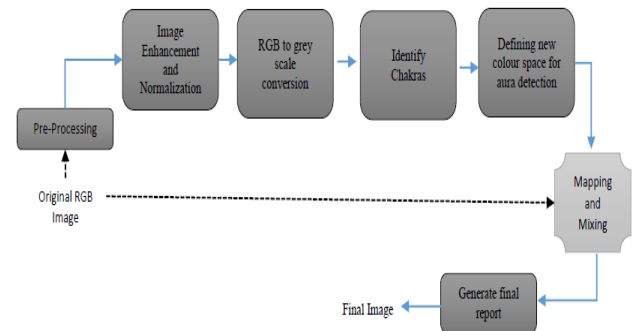 Image
Enhancement
and
Normalization
RGB to grey
scale
conversion
Identify
Chakras
Defining new
colour space for
aura detection
Pre-Processing
Original RGB
Image
Mapping
and
Mixing
Generate final
report
Final Image